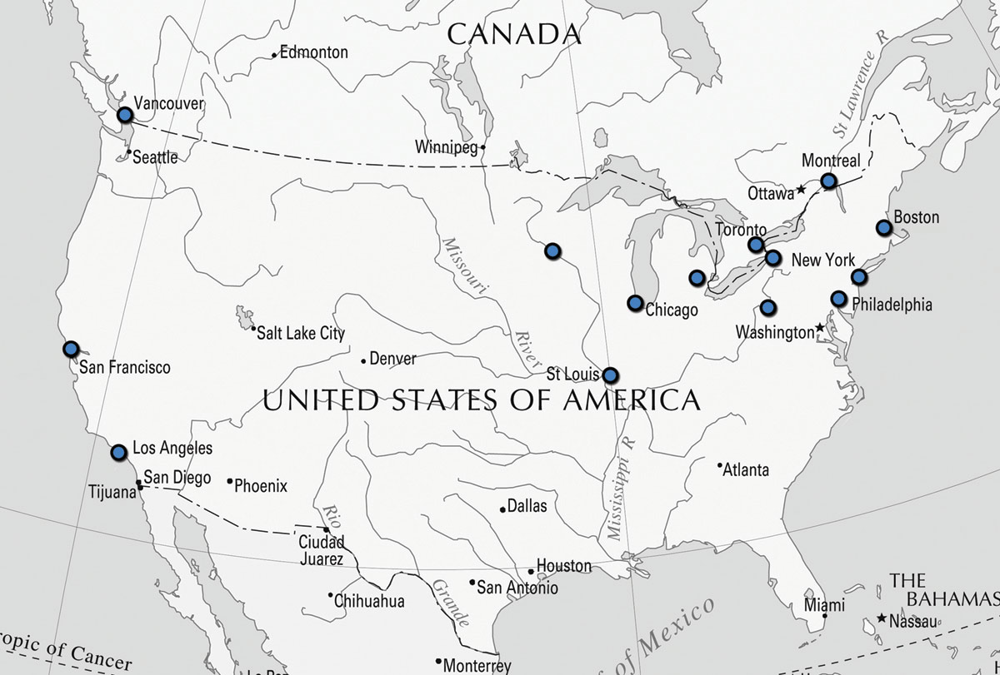 CANADA
Edmonton
St Lawrence R
Vancouver
Winnipeg
Seattle
Montreal
Ottawa
Boston
Toronto
Missouri
New York
Philadelphia
Chicago
Salt Lake City
Washington
River
Denver
San Francisco
St Louis
UNITED STATES OF AMERICA
Los Angeles
Mississippi R
Atlanta
San Diego
Phoenix
Tijuana
Dallas
Rio
Ciudad
Juarez
Houston
San Antonio
Grande
Chihuahua
THE
BAHAMAS
Miami
Nassau
of Mexico
ropic of Cancer
Monterrey